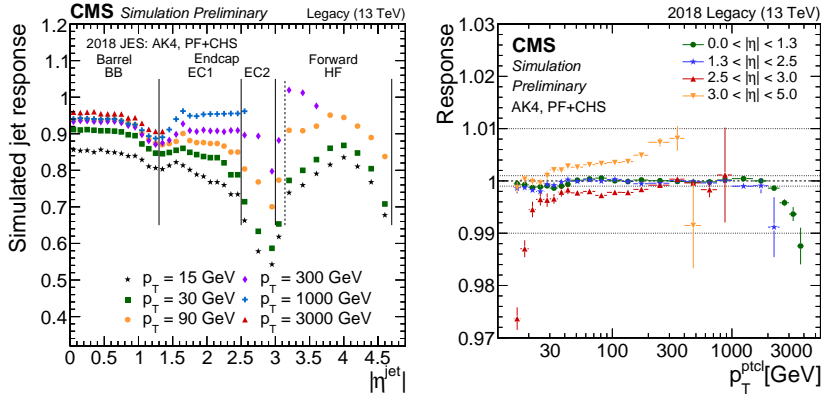 CMS Simulation Preliminary Legacy (13 TeV)
2018 JES: AK4, PF+CHS
Barrel Endcap Forward
BB EC1 EC2 HF
Simulated jet response
1.2
1.1
1
0.9
0.8
0.7
0.6
0.5
0.4
p_T = 15 GeV p_T = 300 GeV
p_T = 30 GeV p_T = 1000 GeV
p_T = 90 GeV p_T = 3000 GeV
0 0.5 1 1.5 2 2.5 3 3.5 4 4.5
|η^jet|
2018 Legacy (13 TeV)
CMS
Simulation
Preliminary
AK4, PF+CHS
0.0 < |η| < 1.3
1.3 < |η| < 2.5
2.5 < |η| < 3.0
3.0 < |η| < 5.0
Response
1.03
1.02
1.01
1
0.99
0.98
0.97
30 100 300 1000 3000
p_T^ptcl[GeV]